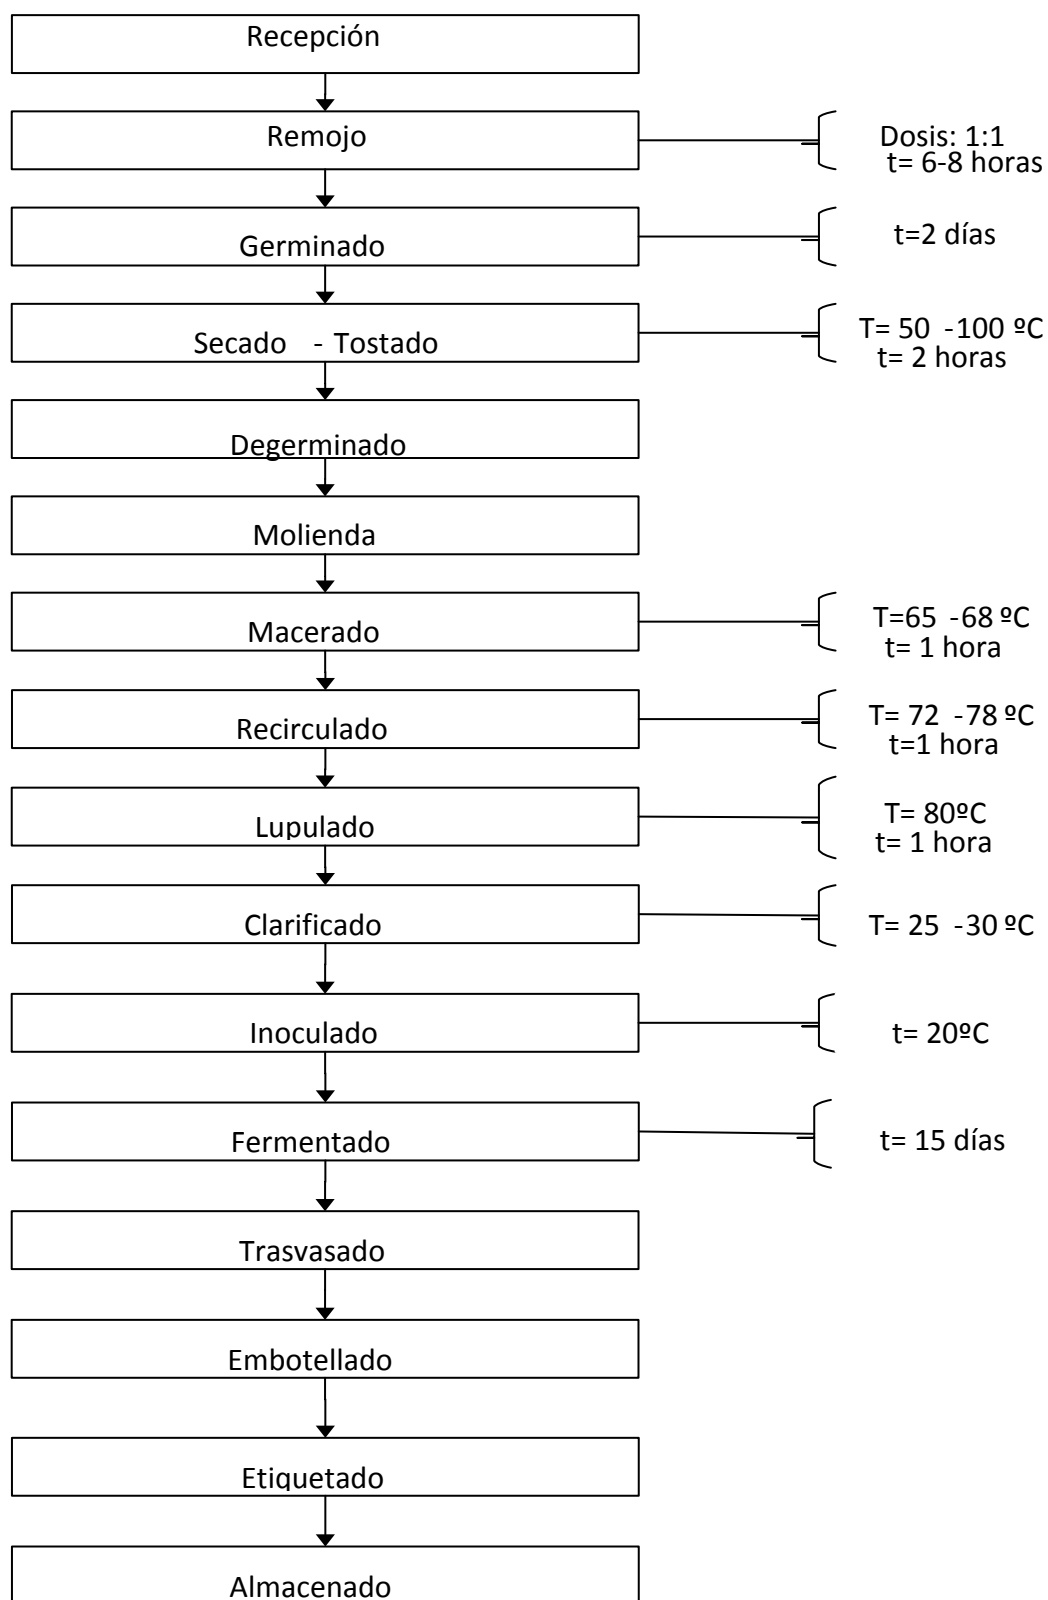 Recepción
Remojo
Dosis: 1:1
t= 6-8 horas
Germinado
t=2 días
Secado - Tostado
T= 50 -100 ºC
t= 2 horas
Degerminado
Molienda
Macerado
T=65 -68 ºC
t= 1 hora
Recirculado
T= 72 -78 ºC
t=1 hora
Lupulado
T= 80ºC
t= 1 hora
Clarificado
T= 25 -30 ºC
Inoculado
t= 20ºC
Fermentado
t= 15 días
Trasvasado
Embotellado
Etiquetado
Almacenado